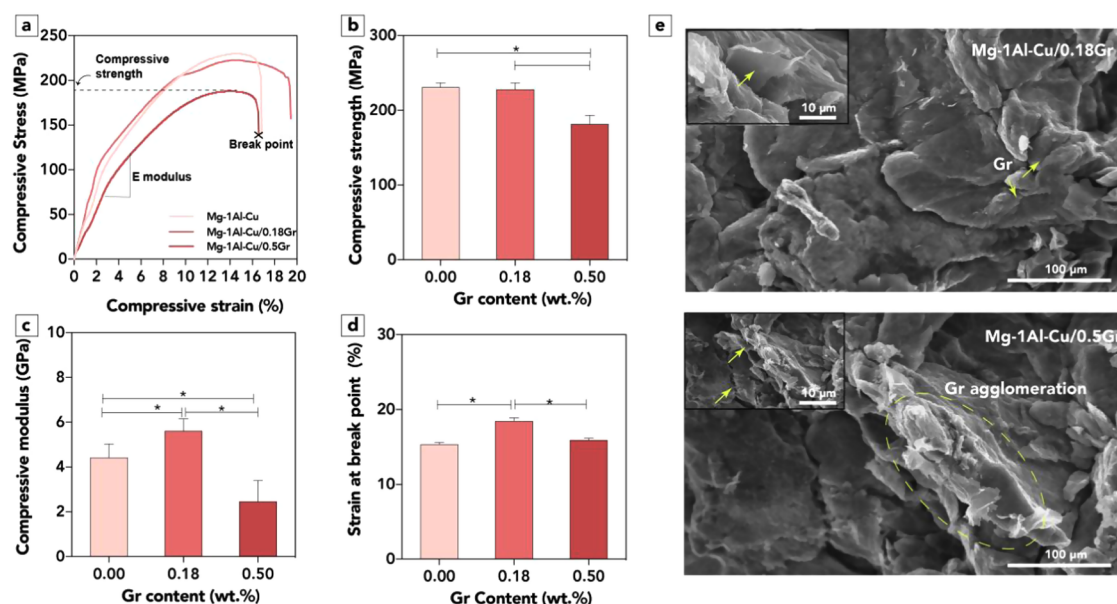 a
Compressive Stress (MPa)
250
200
150
100
50
0
Compressive
strength
Break point
E modulus
Mg-1Al-Cu
Mg-1Al-Cu/0.18Gr
Mg-1Al-Cu/0.5Gr
0 2 4 6 8 10 12 14 16 18 20
Compressive strain (%)
b
Compressive strength (MPa)
300
200
100
0
*
0.00 0.18 0.50
Gr content (wt.%)
c
Compressive modulus (GPa)
10
8
6
4
2
0
*
* *
0.00 0.18 0.50
Gr content (wt.%)
d
Strain at break point (%)
30
20
10
0
* *
0.00 0.18 0.50
Gr Content (wt.%)
e
Mg-1Al-Cu/0.18Gr
10 µm
Gr
100 µm
Mg-1Al-Cu/0.5Gr
10 µm
Gr agglomeration
100 µm